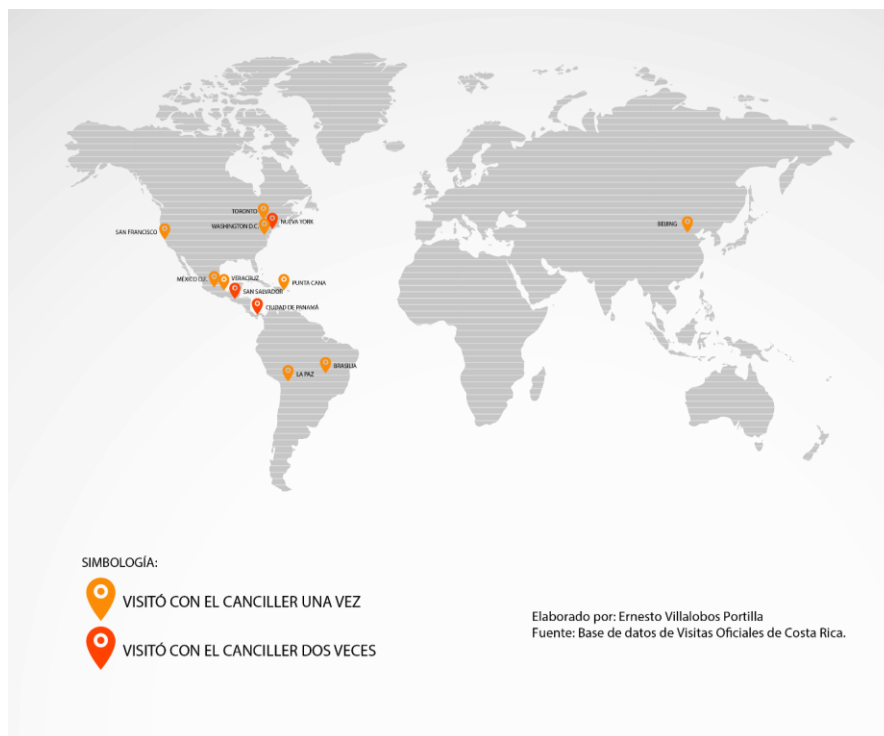 TORONTO
NUEVA YORK
WASHINGTON D.C.
SAN FRANCISCO
BEIJING
MÉXICO D.F.
VERACRUZ
PUNTA CANA
SAN SALVADOR
CIUDAD DE PANAMÁ
BRASILIA
LA PAZ
SIMBOLOGÍA:
VISITÓ CON EL CANCILLER UNA VEZ
VISITÓ CON EL CANCILLER DOS VECES
Elaborado por: Ernesto Villalobos Portilla
Fuente: Base de datos de Visitas Oficiales de Costa Rica.